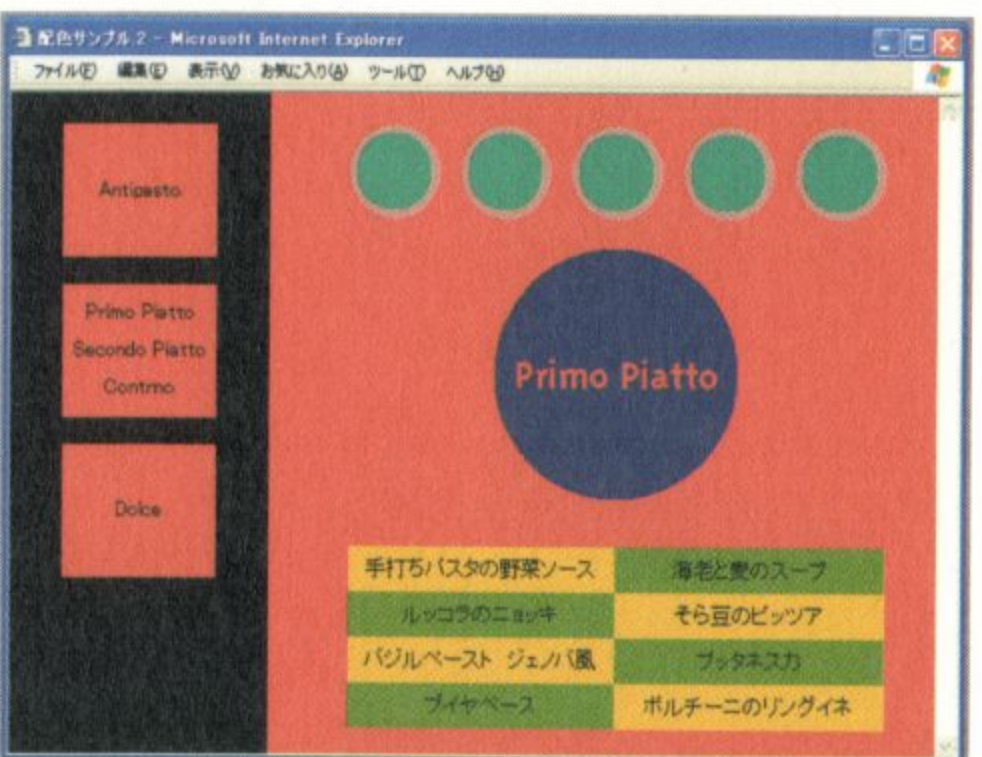 配色サンプル 2 - Microsoft Internet Explorer
ファイル(F) 編集(E) 表示(V) お気に入り(A) ツール(T) ヘルプ(H)
Antipasto
Primo Piatto
Secondo Piatto
Contrno
Dolce
Primo Piatto
手打ちパスタの野菜ソース 海老と麦のスープ
ルッコラのニョッキ そら豆のピッツア
バジルペースト ジェノバ風 プッタネスカ
ブイヤベース ポルチーニのリングイネ